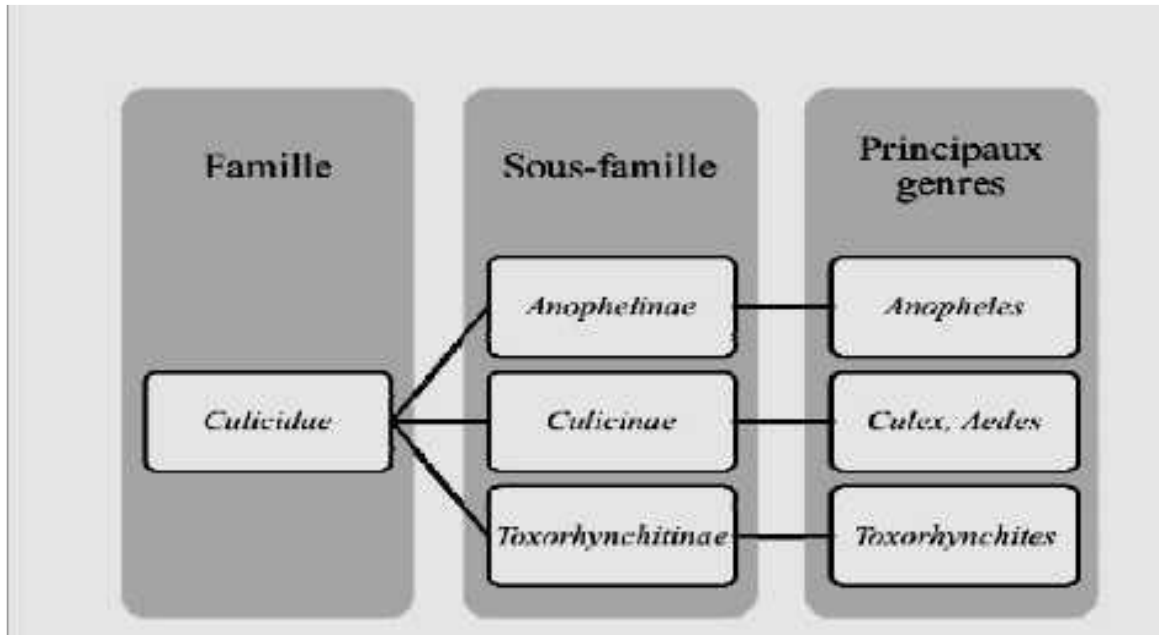 Famille
Sous-famille
Principaux
genres
Culicidae
Anophelinae
Culicinae
Toxorhynchitinae
Anopheles
Culex, Aedes
Toxorhynchites